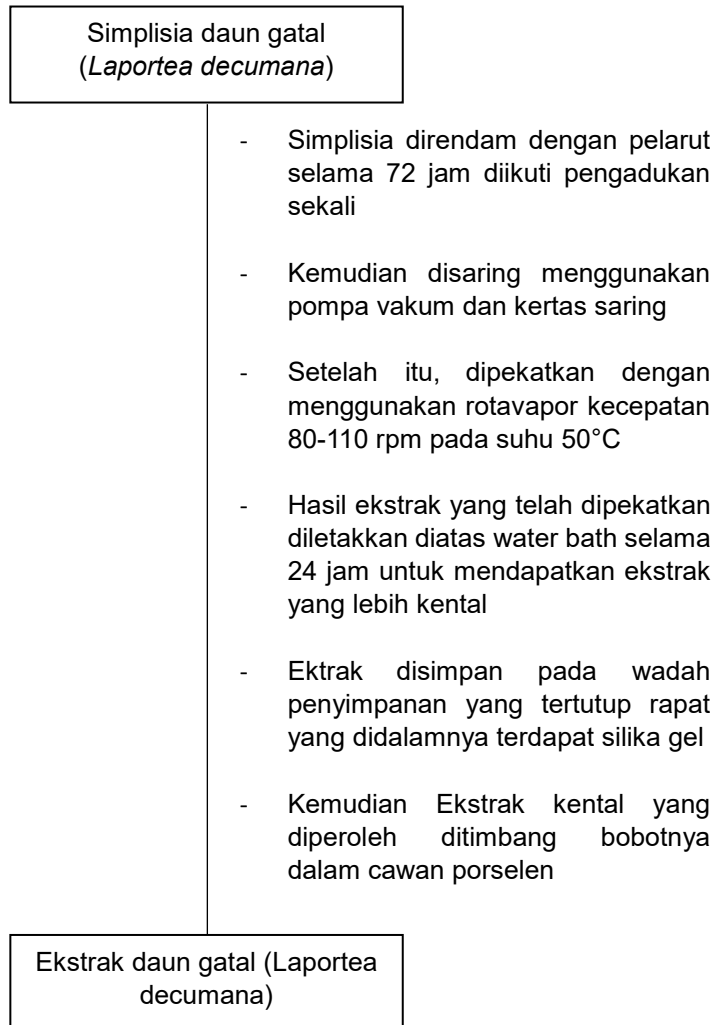 Simplisia daun gatal
(Laportea decumana)
- Simplisia direndam dengan pelarut
selama 72 jam diikuti pengadukan
sekali
- Kemudian disaring menggunakan
pompa vakum dan kertas saring
- Setelah itu, dipekatkan dengan
menggunakan rotavapor kecepatan
80-110 rpm pada suhu 50°C
- Hasil ekstrak yang telah dipekatkan
diletakkan diatas water bath selama
24 jam untuk mendapatkan ekstrak
yang lebih kental
- Ektrak disimpan pada wadah
penyimpanan yang tertutup rapat
yang didalamnya terdapat silika gel
- Kemudian Ekstrak kental yang
diperoleh ditimbang bobotnya
dalam cawan porselen
Ekstrak daun gatal (Laportea
decumana)